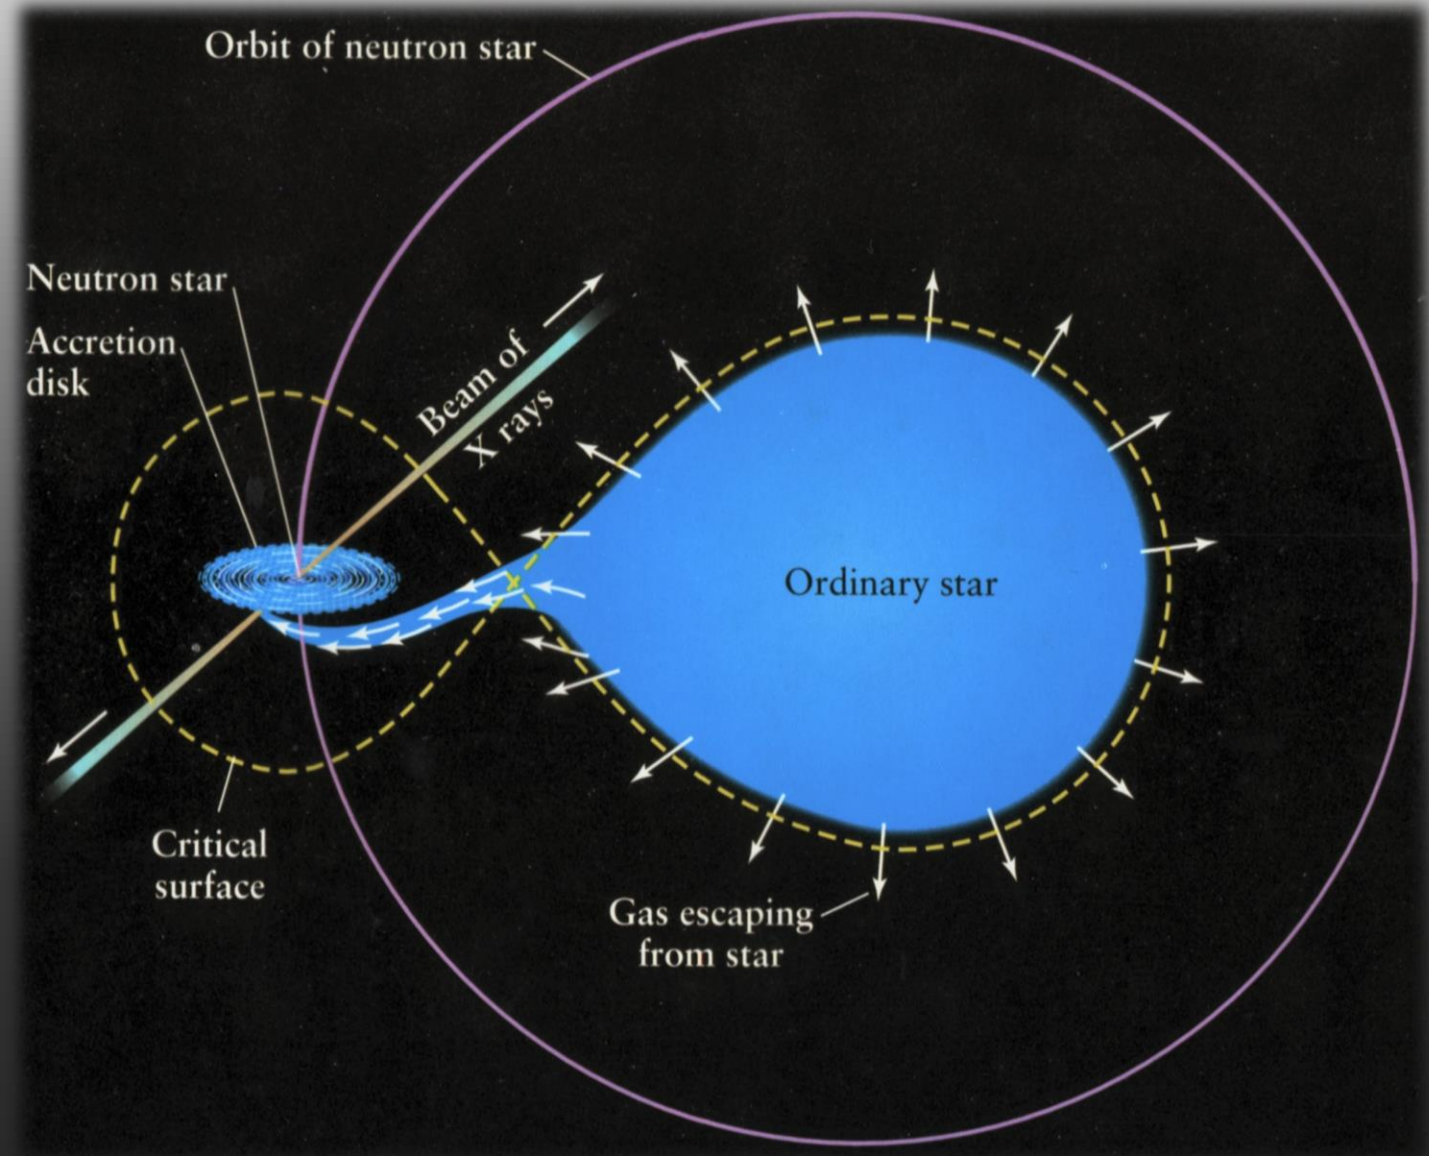 Orbit of neutron star
Neutron star
Accretion
disk
Beam of
X rays
Ordinary star
Critical
surface
Gas escaping
from star